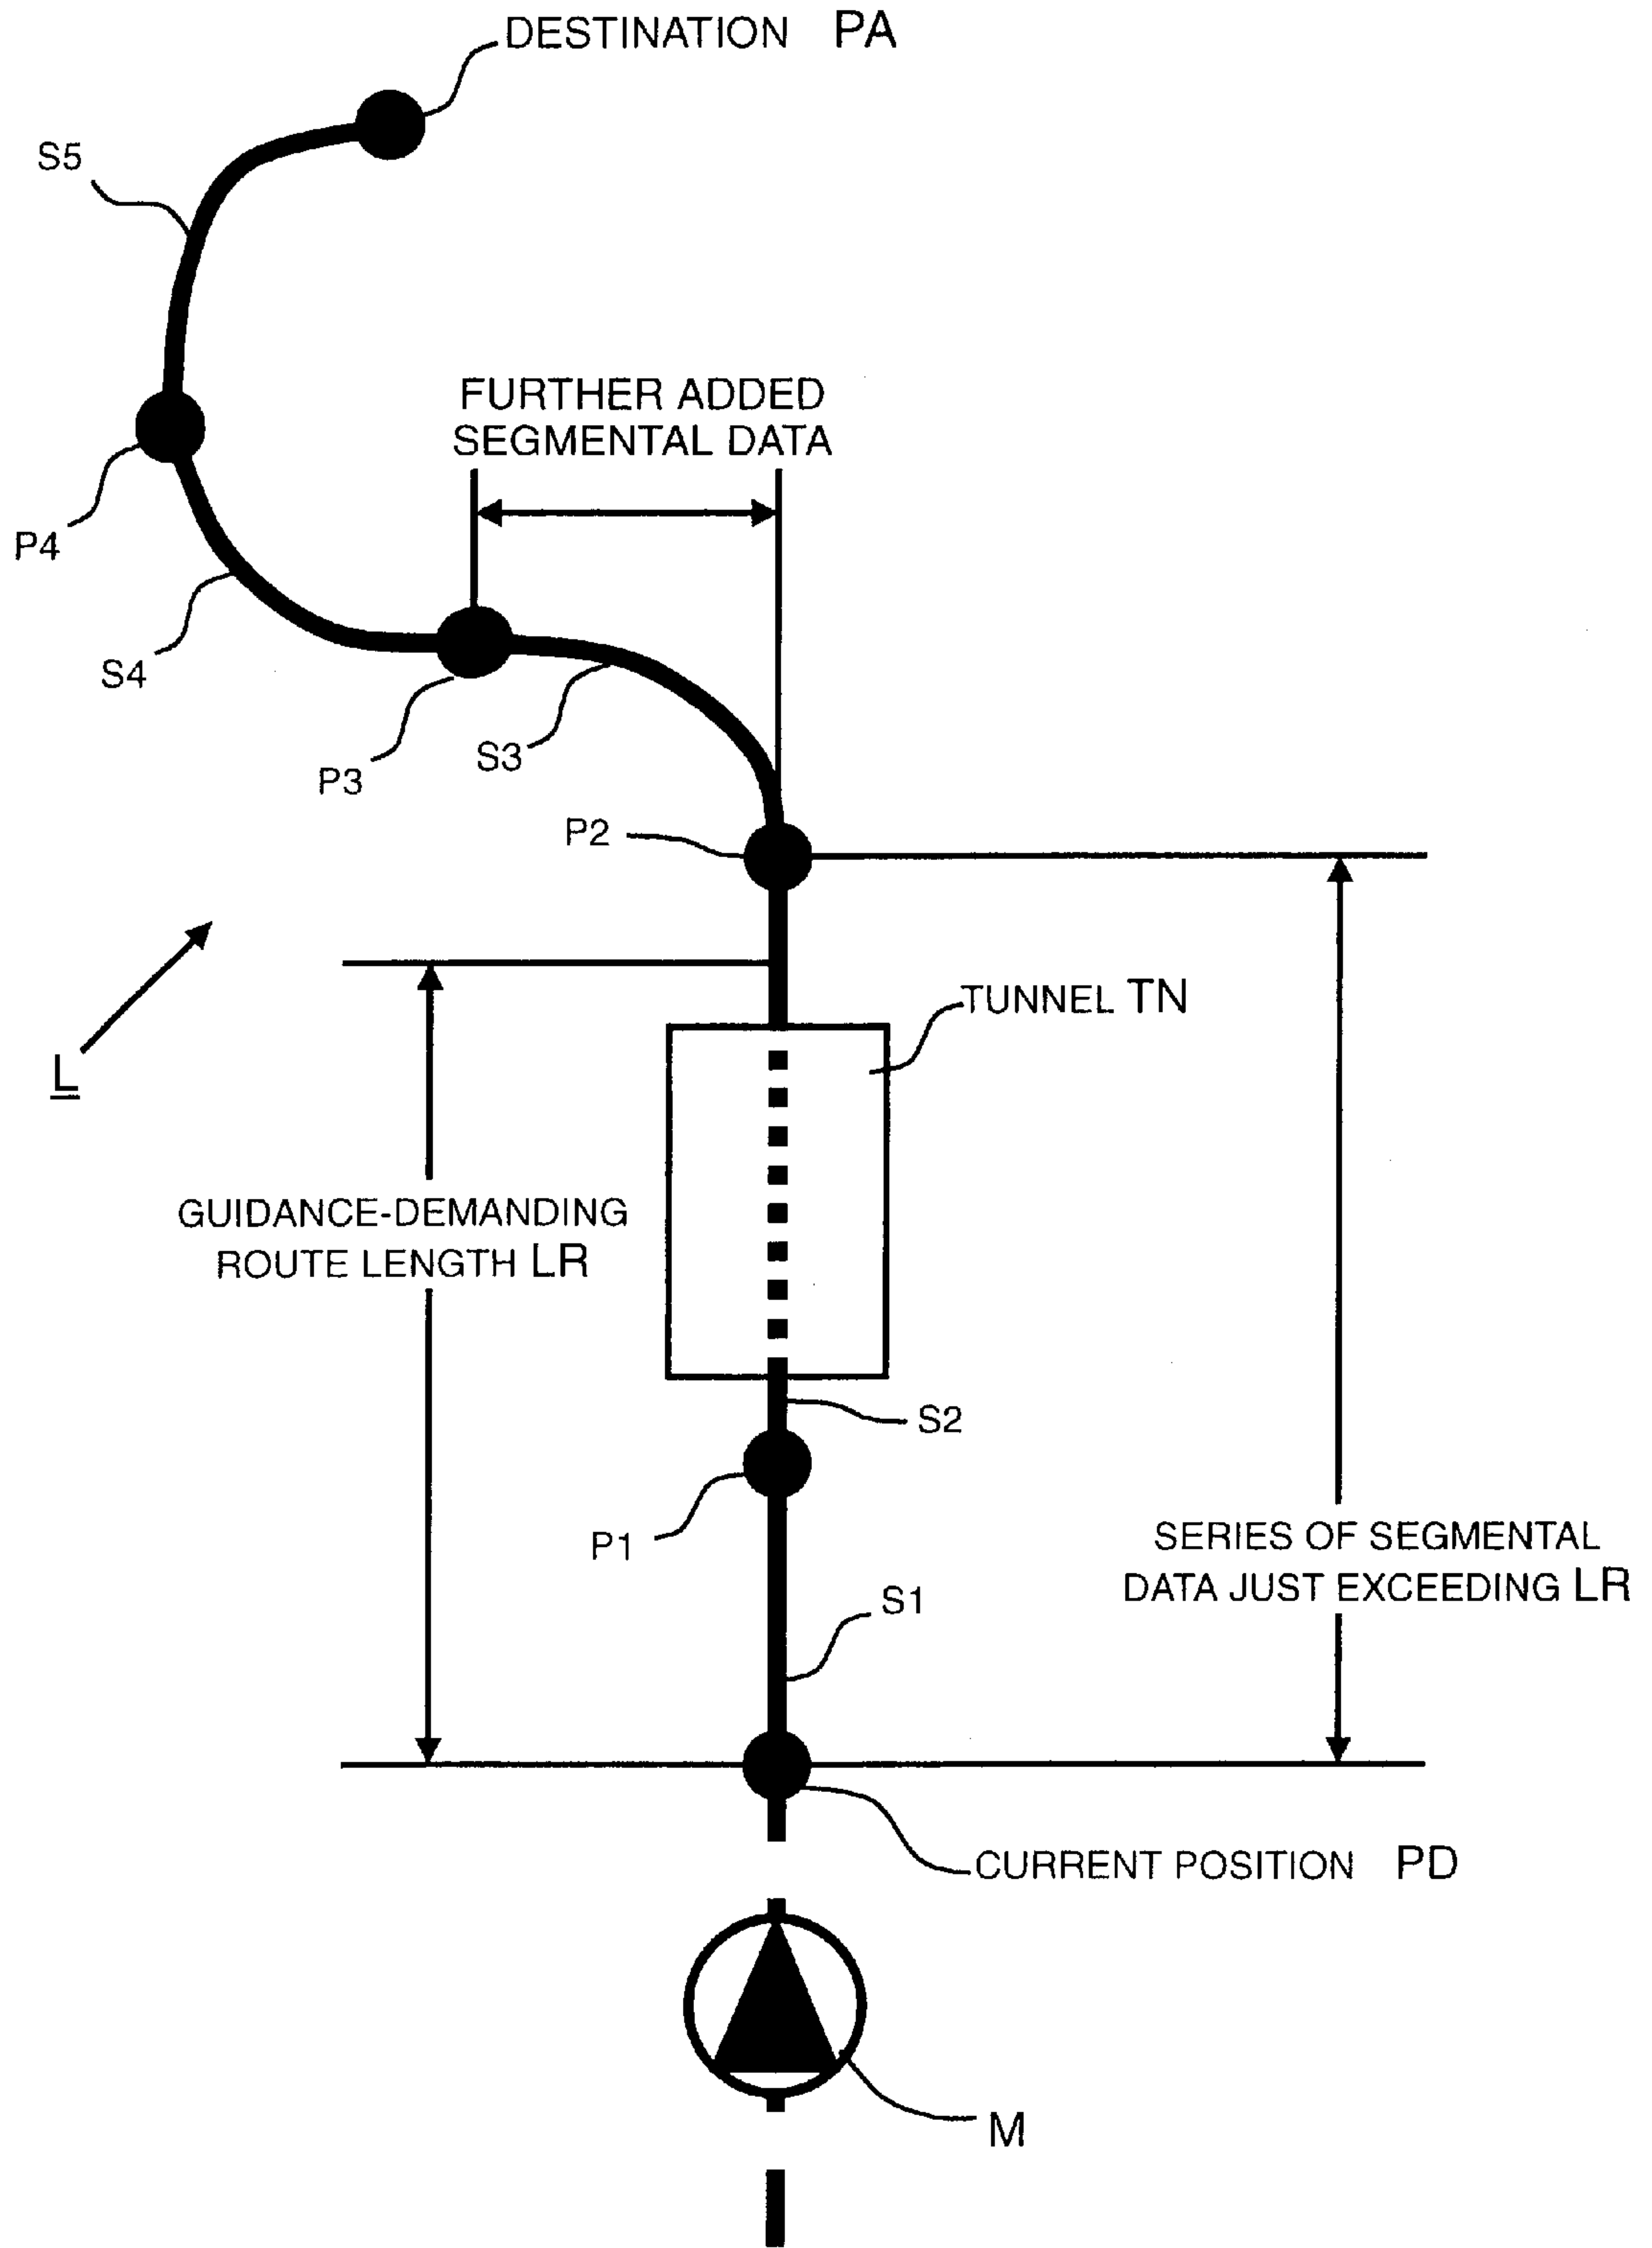 DESTINATION PA
S5
FURTHER ADDED
SEGMENTAL DATA
P4
S4
P3
S3
P2
TUNNEL TN
L
GUIDANCE-DEMANDING
ROUTE LENGTH LR
S2
P1
SERIES OF SEGMENTAL
DATA JUST EXCEEDING LR
S1
CURRENT POSITION PD
M